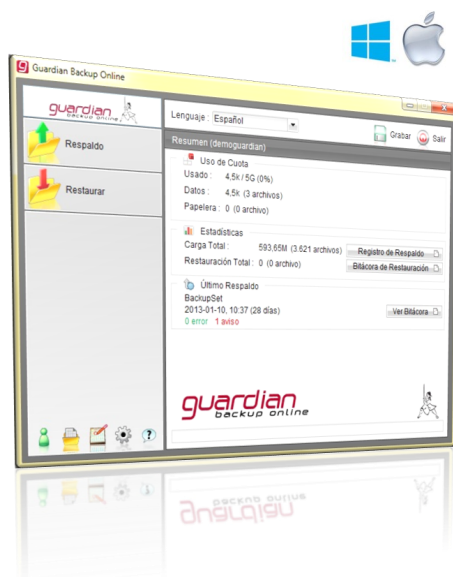 Guardian Backup Online
guardian
backup online
Lenguaje : Español
Grabar
Salir
Respaldo
Restaurar
Resumen (demoguardian)
Uso de Cuota
Usado : 4,5k / 5G (0%)
Datos : 4,5k (3 archivos)
Papelera : 0 (0 archivo)
Estadísticas
Carga Total : 593,65M (3.621 archivos) Registro de Respaldo
Restauración Total : 0 (0 archivo) Bitácora de Restauración
Último Respaldo
BackupSet
2013-01-10, 10:37 (28 días) Ver Bitácora
0 error 1 aviso
guardian
backup online